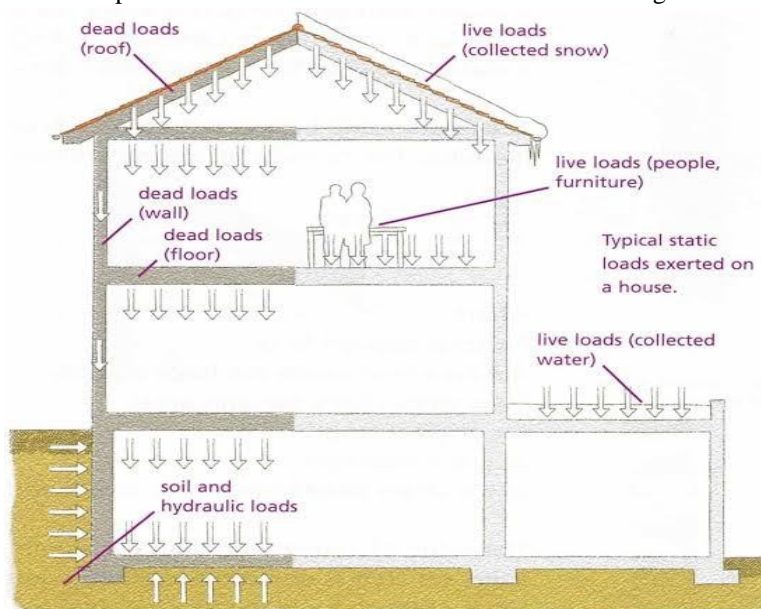 dead loads
(roof)
live loads
(collected snow)
live loads (people,
furniture)
dead loads
(wall)
dead loads
(floor)
Typical static
loads exerted on
a house.
live loads (collected
water)
soil and
hydraulic loads